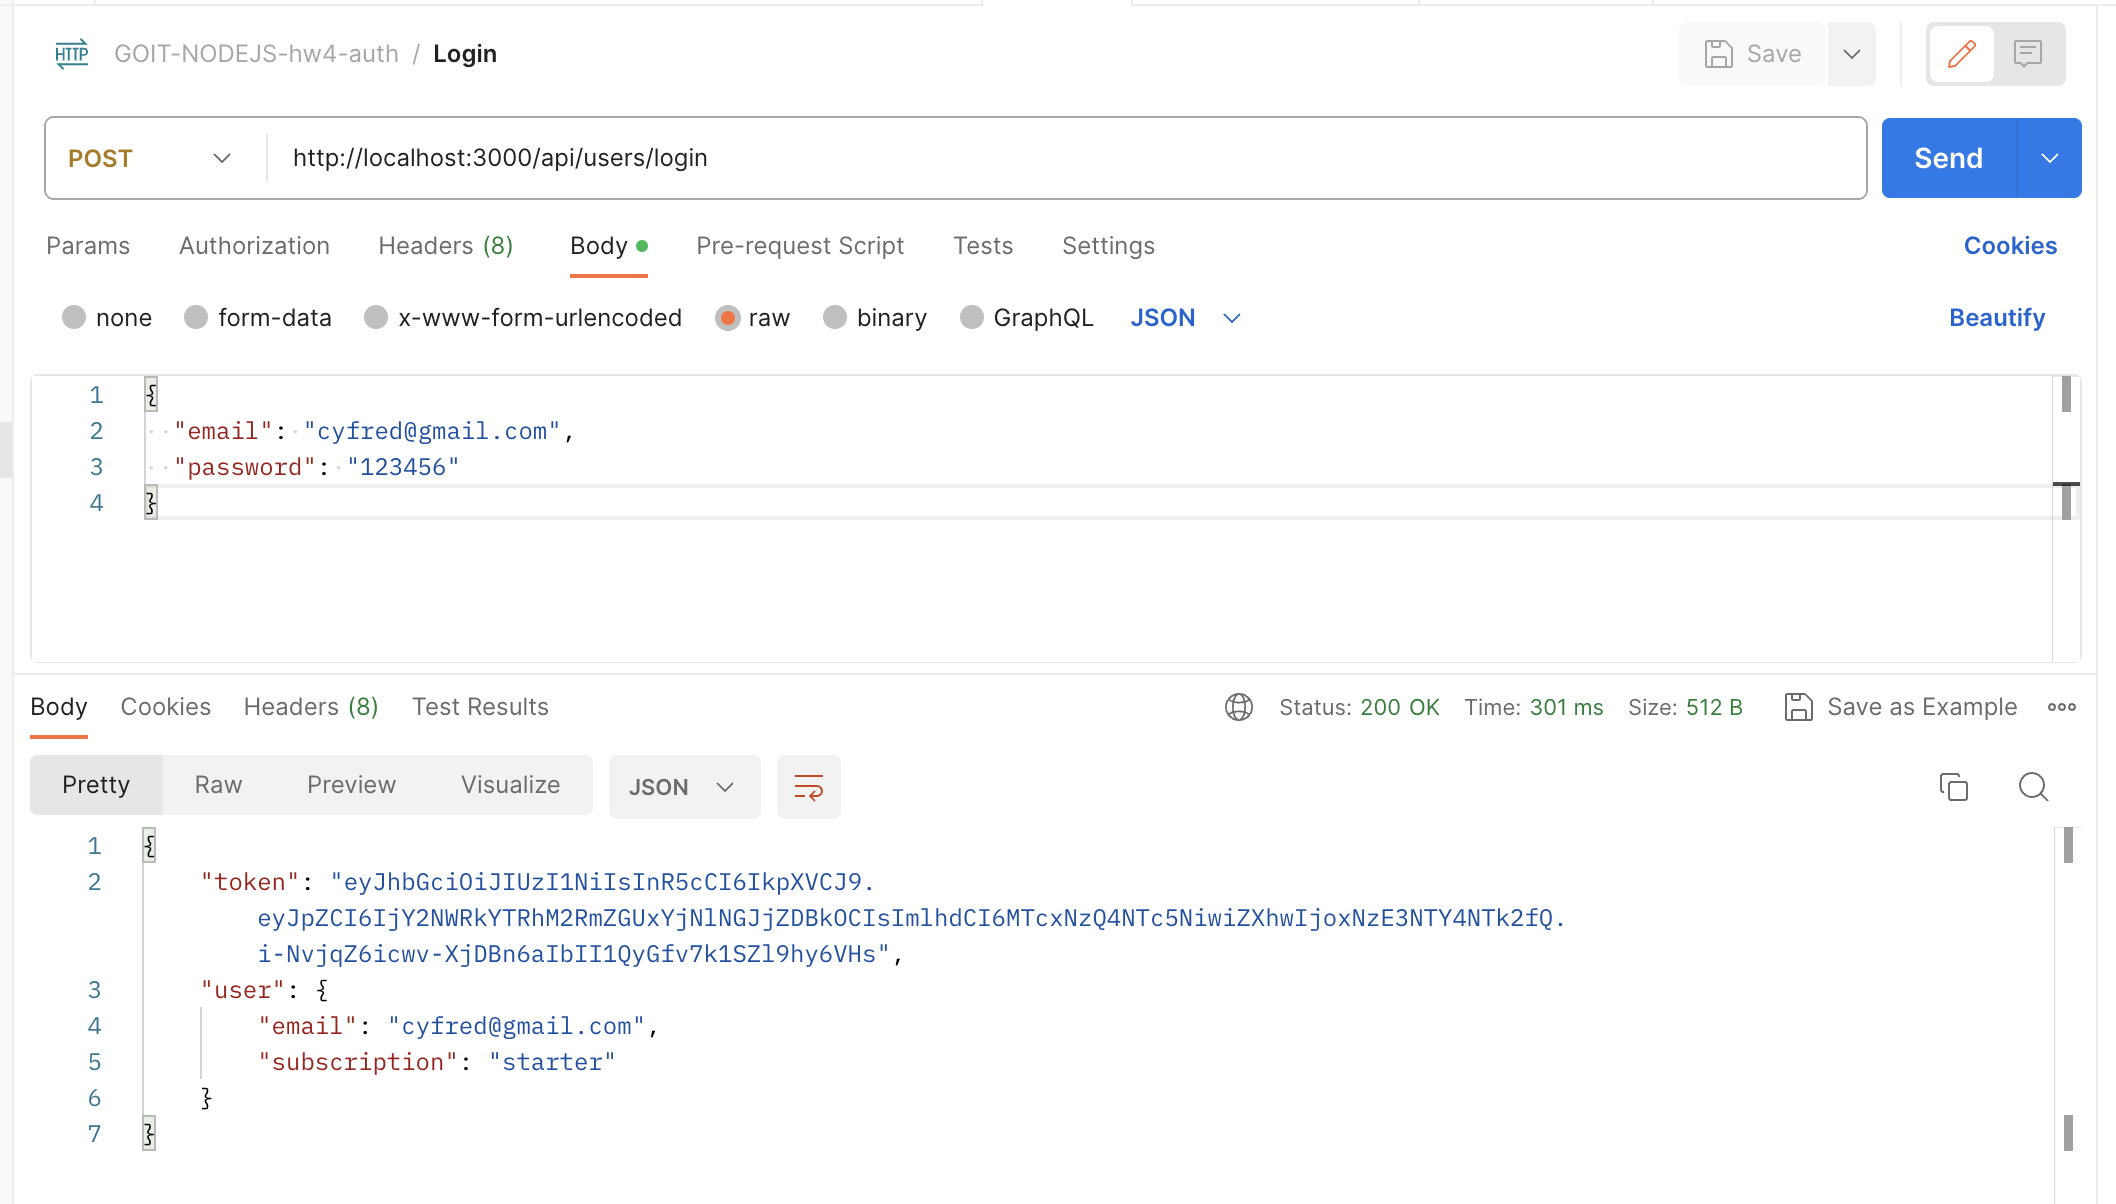 HTTP GOIT-NODEJS-hw4-auth / Login Save
POST http://localhost:3000/api/users/login Send
Params Authorization Headers (8) Body Pre-request Script Tests Settings Cookies
none form-data x-www-form-urlencoded raw binary GraphQL JSON Beautify
1 {
2 "email": "cyfred@gmail.com",
3 "password": "123456"
4 }
Body Cookies Headers (8) Test Results Status: 200 OK Time: 301 ms Size: 512 B Save as Example
Pretty Raw Preview Visualize JSON
1 {
2 "token": "eyJhbGciOiJIUzI1NiIsInR5cCI6IkpXVCJ9.
eyJpZCI6IjY2NWRkYTRhM2RmZGUxYjNlNGJjZDBkOCIsImlhdCI6MTcxNzQ4NTc5NiwiZXhwIjoxNzE3NTY4NTk2fQ.
i-NvjqZ6icwv-XjDBn6aIbII1QyGfv7k1SZl9hy6VHs",
3 "user": {
4 "email": "cyfred@gmail.com",
5 "subscription": "starter"
6 }
7 }